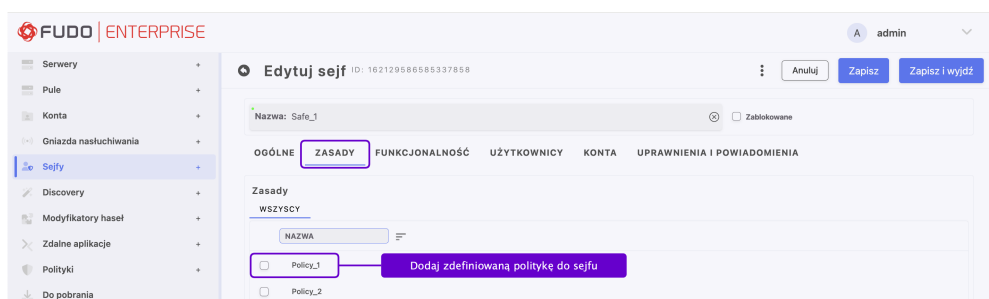 FUDO ENTERPRISE
A admin
Serwery +
Pule +
Konta +
Gniazda nasłuchiwania +
Sejfy +
Discovery +
Modyfikatory haseł +
Zdalne aplikacje +
Polityki +
Do pobrania
Edytuj sejf ID: 1621295865853378​58
Anuluj
Zapisz
Zapisz i wyjdź
Nazwa: Safe_1
Zablokowane
OGÓLNE ZASADY FUNKCJONALNOŚĆ UŻYTKOWNICY KONTA UPRAWNIENIA I POWIADOMIENIA
Zasady
WSZYSCY
NAZWA
Policy_1
Dodaj zdefiniowaną politykę do sejfu
Policy_2